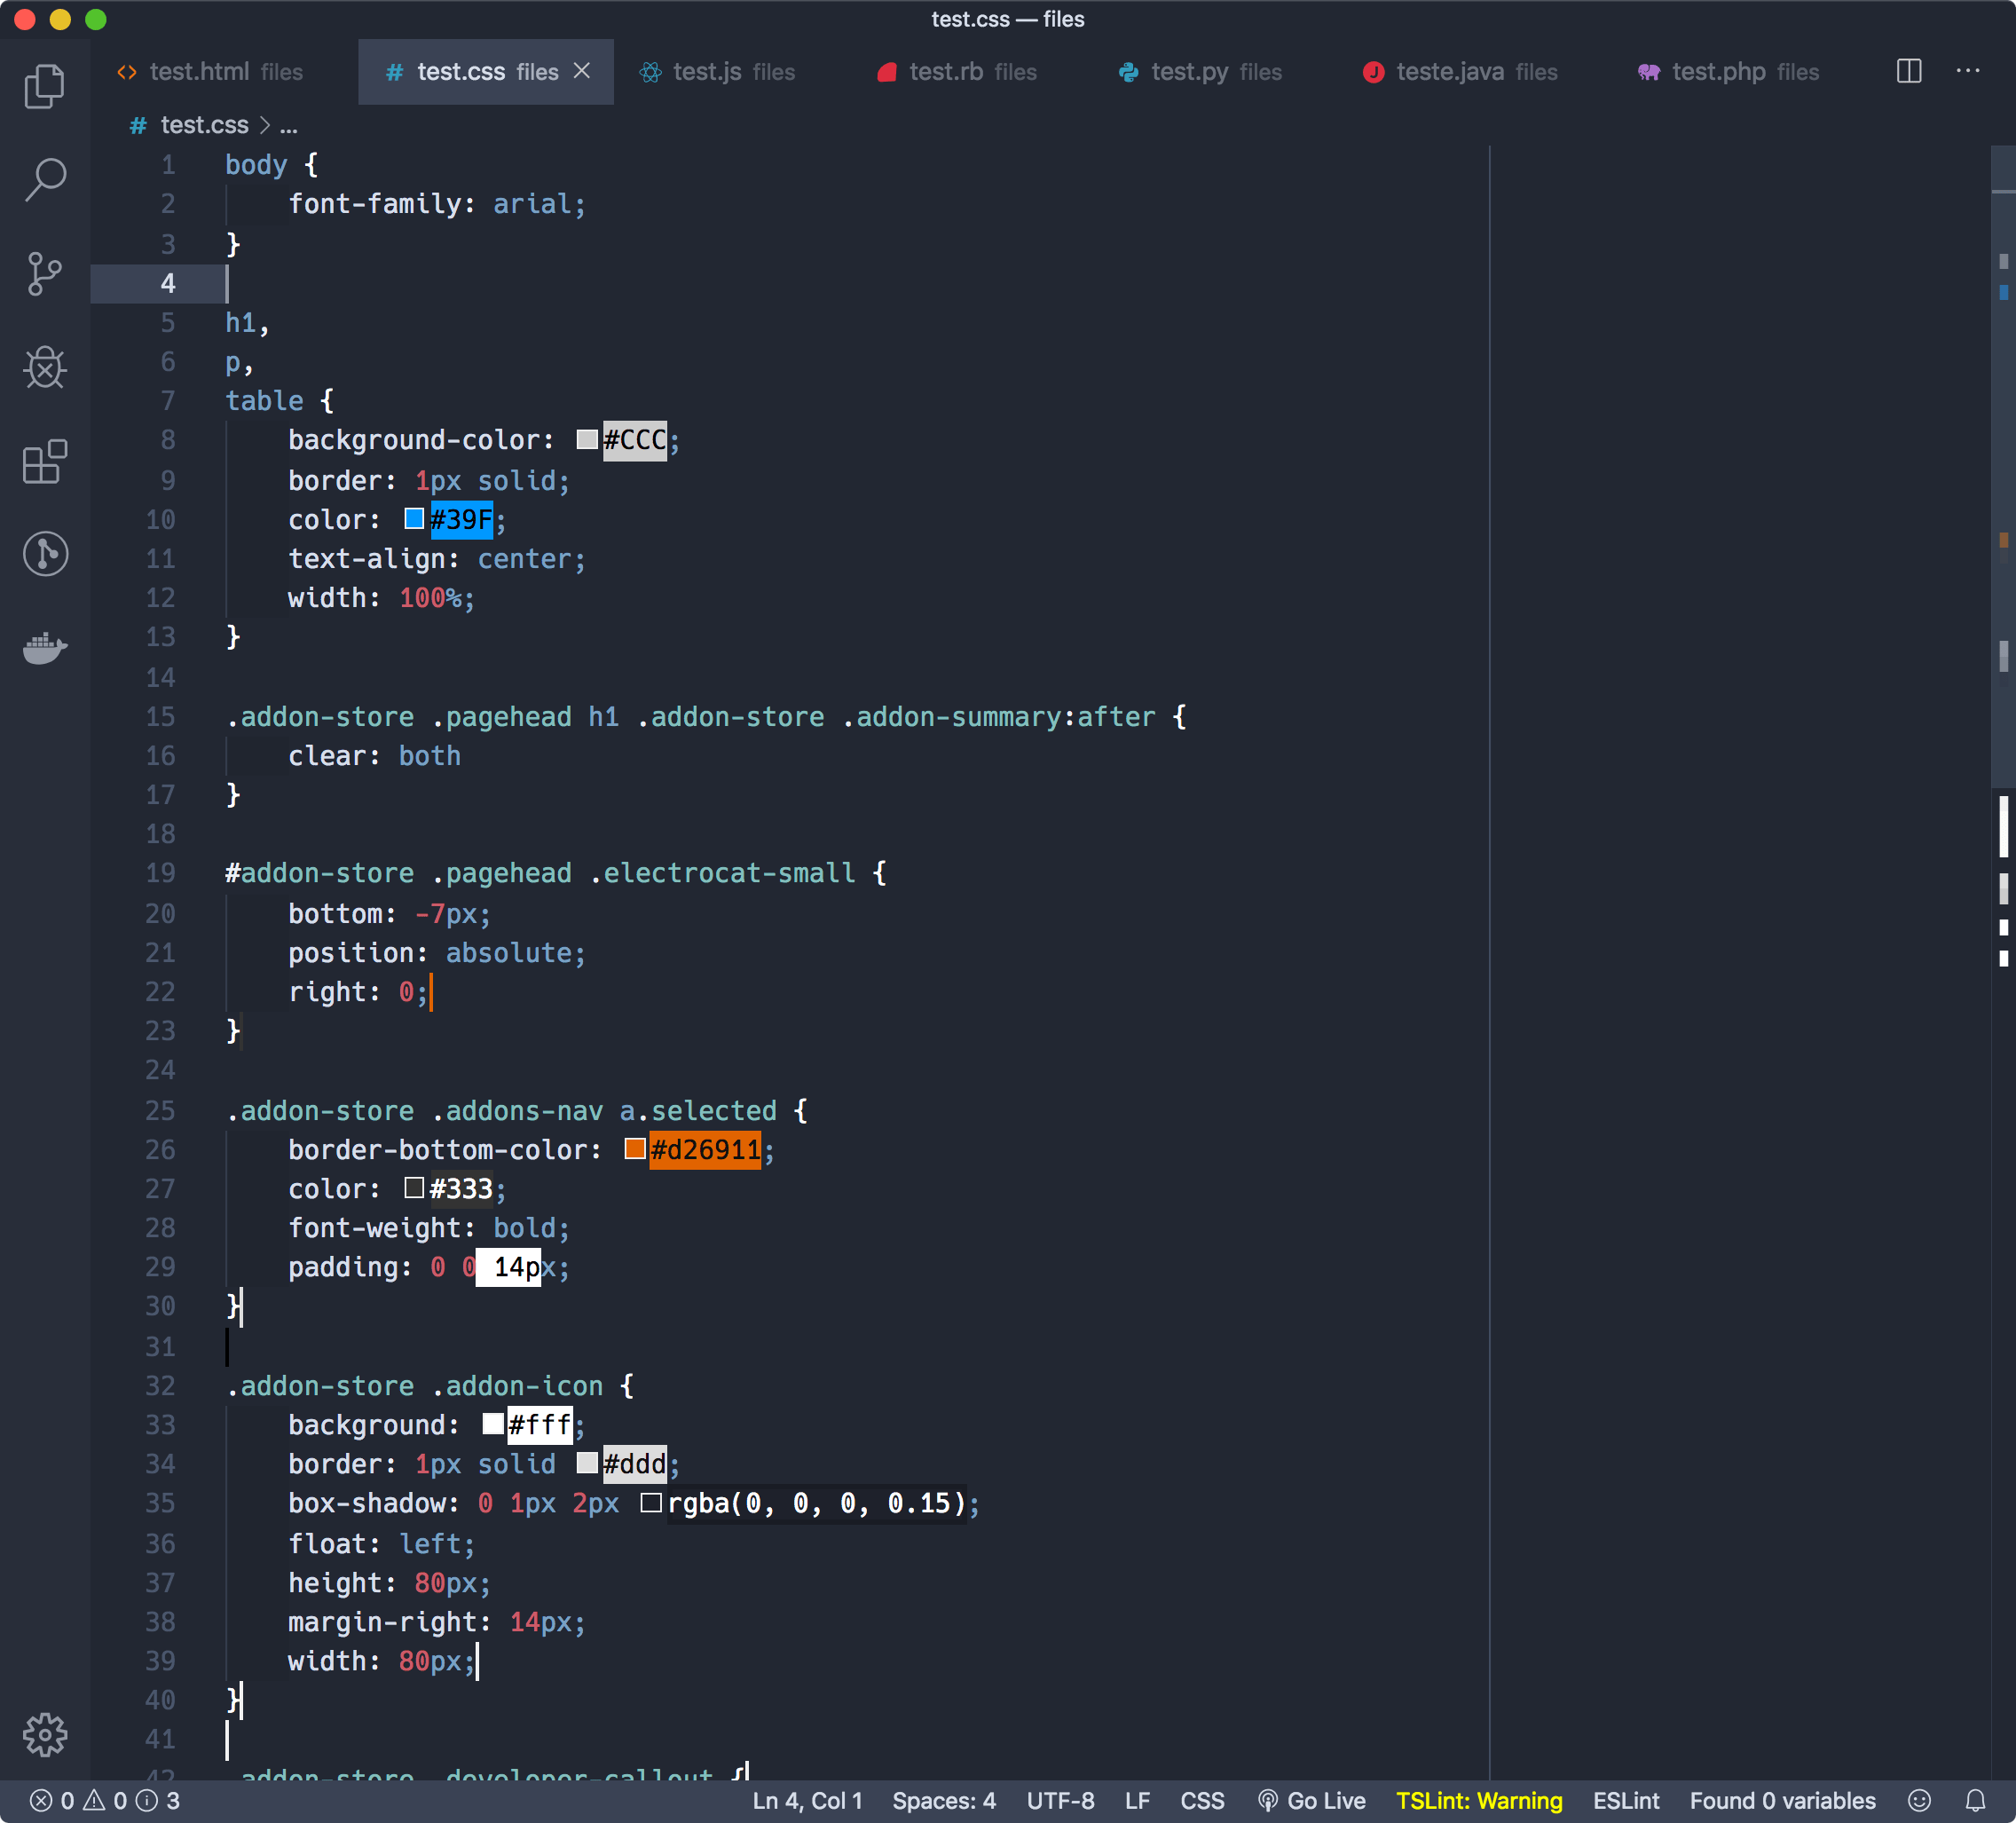 test.css — files
test.html files
test.css files
test.js files
test.rb files
test.py files
teste.java files
test.php files
test.css > ...
1 body {
2 font-family: arial;
3 }
4
5 h1,
6 p,
7 table {
8 background-color: #CCC;
9 border: 1px solid;
10 color: #39F;
11 text-align: center;
12 width: 100%;
13 }
14
15 .addon-store .pagehead h1 .addon-store .addon-summary:after {
16 clear: both
17 }
18
19 #addon-store .pagehead .electrocat-small {
20 bottom: -7px;
21 position: absolute;
22 right: 0;
23 }
24
25 .addon-store .addons-nav a.selected {
26 border-bottom-color: #d26911;
27 color: #333;
28 font-weight: bold;
29 padding: 0 0 14px;
30 }
31
32 .addon-store .addon-icon {
33 background: #fff;
34 border: 1px solid #ddd;
35 box-shadow: 0 1px 2px rgba(0, 0, 0, 0.15);
36 float: left;
37 height: 80px;
38 margin-right: 14px;
39 width: 80px;
40 }
41
42 .addon-store .developer-callout {
0 0 3
Ln 4, Col 1 Spaces: 4 UTF-8 LF CSS Go Live TSLint: Warning ESLint Found 0 variables